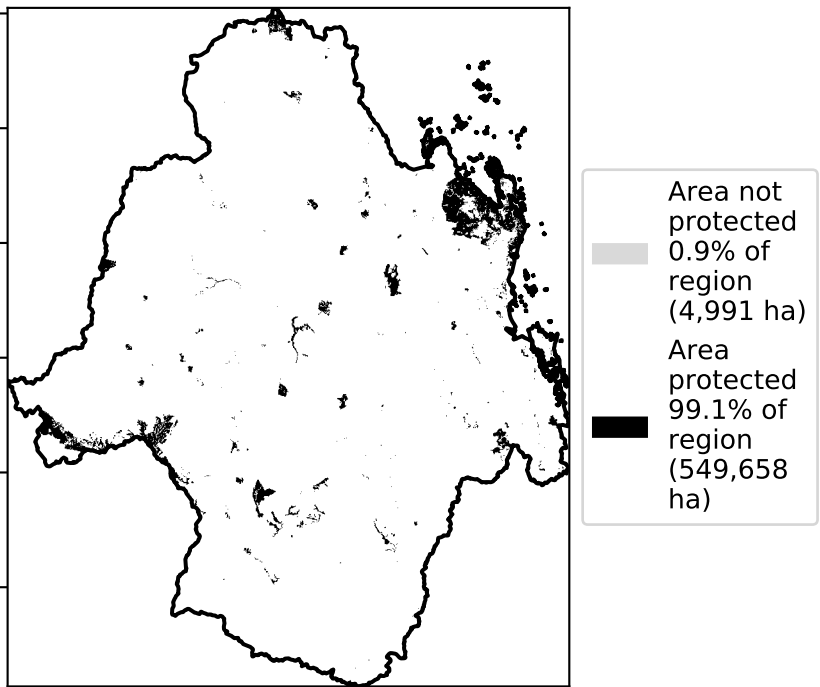 Area not
protected
0.9% of
region
(4,991 ha)
Area
protected
99.1% of
region
(549,658
ha)